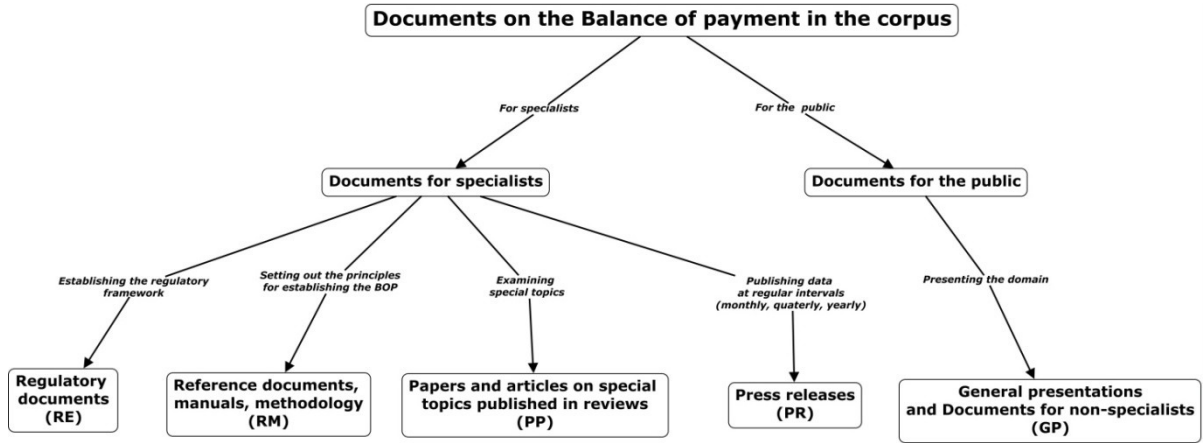 Documents on the Balance of payment in the corpus
For specialists
For the  public
Documents for specialists
Documents for the public
Establishing the regulatory
framework
Setting out the principles
for establishing the BOP
Examining
special topics
Publishing data
at regular intervals
(monthly, quaterly, yearly)
Presenting the domain
Regulatory
documents
(RE)
Reference documents,
manuals, methodology
(RM)
Papers and articles on special
topics published in reviews
(PP)
Press releases
(PR)
General presentations
and Documents for non-specialists
(GP)